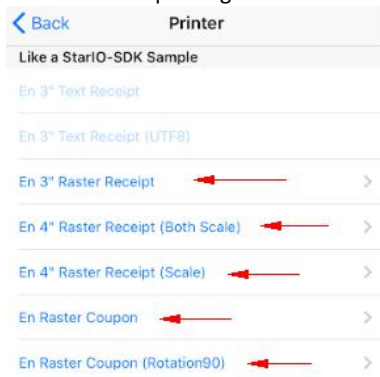 Back Printer
Like a StarIO-SDK Sample
En 3" Text Receipt
En 3" Text Receipt (UTF8)
En 3" Raster Receipt
En 4" Raster Receipt (Both Scale)
En 4" Raster Receipt (Scale)
En Raster Coupon
En Raster Coupon (Rotation90)